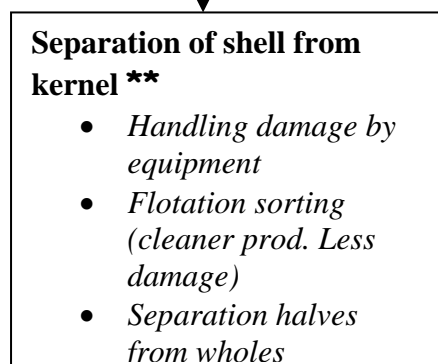 Separation of shell from
kernel **
• Handling damage by
equipment
• Flotation sorting
(cleaner prod. Less
damage)
• Separation halves
from wholes